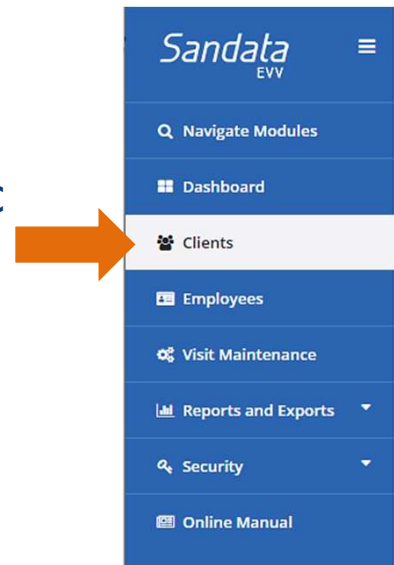 Sandata
EVV
Navigate Modules
Dashboard
Clients
Employees
Visit Maintenance
Reports and Exports
Security
Online Manual